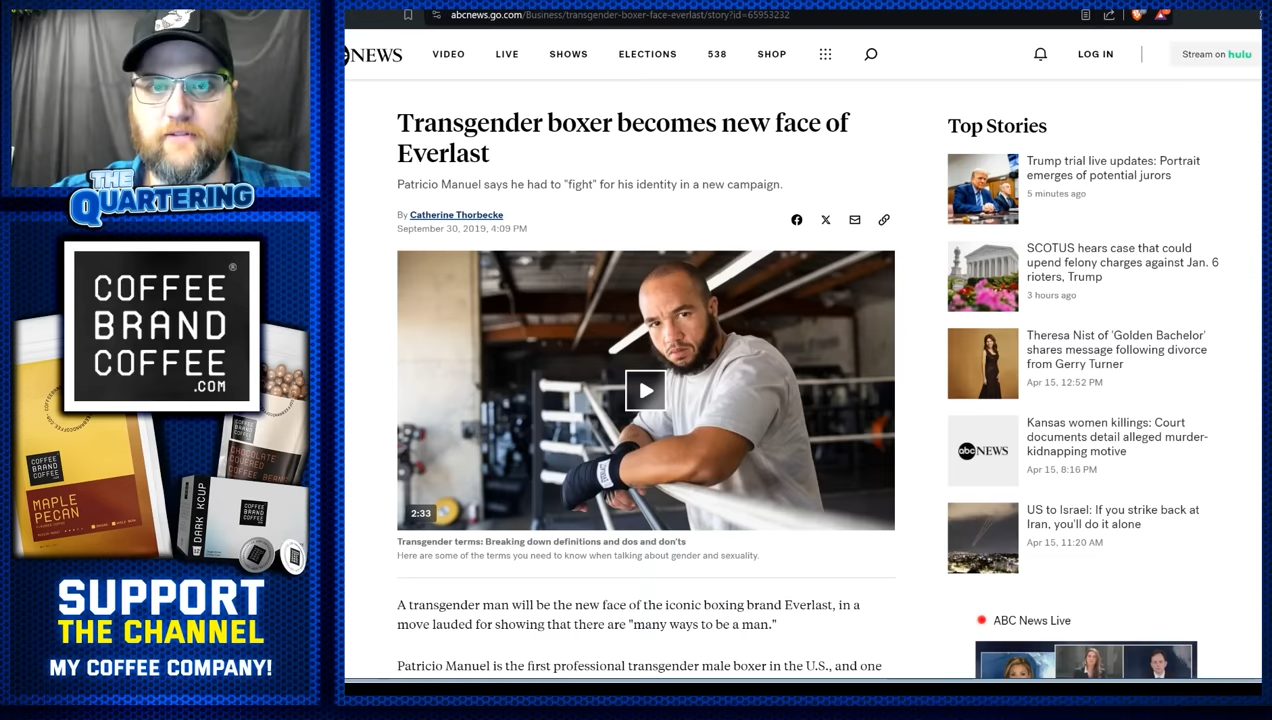 abcnews.go.com/Business/transgender-boxer-face-everlast/story?id=65953232
NEWS
VIDEO
LIVE
SHOWS
ELECTIONS
538
SHOP
LOG IN
Stream on hulu
THE
QUARTERING
COFFEE
BRAND
COFFEE
.COM
®
COFFEE
BRAND
COFFEE
MAPLE
PECAN
COFFEE
BRAND
COFFEE
CHOCOLATE
COVERED
COFFEE BEANS
DARK KCUP
COFFEE
BRAND
COFFEE
SUPPORT
THE CHANNEL
MY COFFEE COMPANY!
Transgender boxer becomes new face of
Everlast
Patricio Manuel says he had to "fight" for his identity in a new campaign.
By Catherine Thorbecke
September 30, 2019, 4:09 PM
2:33
Transgender terms: Breaking down definitions and dos and don'ts
Here are some of the terms you need to know when talking about gender and sexuality.
A transgender man will be the new face of the iconic boxing brand Everlast, in a
move lauded for showing that there are "many ways to be a man."
Patricio Manuel is the first professional transgender male boxer in the U.S., and one
Top Stories
Trump trial live updates: Portrait
emerges of potential jurors
5 minutes ago
SCOTUS hears case that could
upend felony charges against Jan. 6
rioters, Trump
3 hours ago
Theresa Nist of 'Golden Bachelor'
shares message following divorce
from Gerry Turner
Apr 15, 12:52 PM
abc NEWS
Kansas women killings: Court
documents detail alleged murder-
kidnapping motive
Apr 15, 8:16 PM
US to Israel: If you strike back at
Iran, you'll do it alone
Apr 15, 11:20 AM
ABC News Live